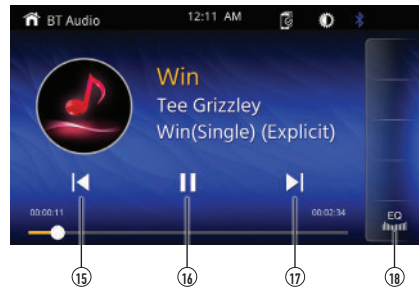 BT Audio 12:11 AM
Win
Tee Grizzley
Win(Single) (Explicit)
00:00:11 00:02:34
EQ
15 16 17 18